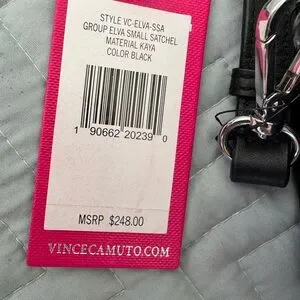 STYLE VC-ELVA-SSA
GROUP ELVA SMALL SATCHEL
MATERIAL KAYA
COLOR BLACK
1 90662 20239 0
MSRP $248.00
VINCECAMUTO.COM